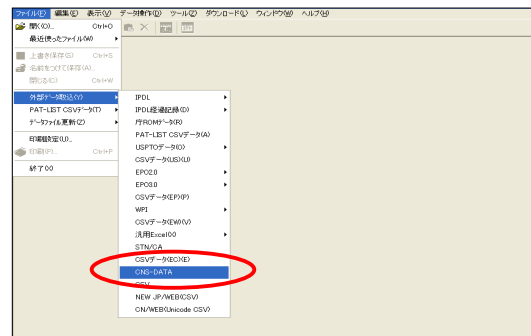 ファイル(F) 編集(E) 表示(V) データ操作(D) ツール(Z) ダウンロード(L) ウィンドウ(W) ヘルプ(H)
開く(O)... Ctrl+O
最近使ったファイル(W)
上書き保存(S) Ctrl+S
名前をつけて保存(A)...
閉じる(C) Ctrl+W
外部データ取込(Y)
PAT-LIST CSVデータ(T)
データファイル更新(Z)
印刷設定(U)...
印刷(P)... Ctrl+P
終了(X)
IPDL
IPDL経過記録(D)
庁ROMデータ(R)
PAT-LIST CSVデータ(A)
USPTOデータ(O)
CSVデータ(US)(U)
EPO2.0
EPO3.0
CSVデータ(EP)(P)
WPI
CSVデータ(EW)(V)
汎用Excel(X)
STN/CA
CSVデータ(EC)(E)
CNS-DATA
CSV
NEW JP/WEB(CSV)
CN/WEB(Unicode CSV)